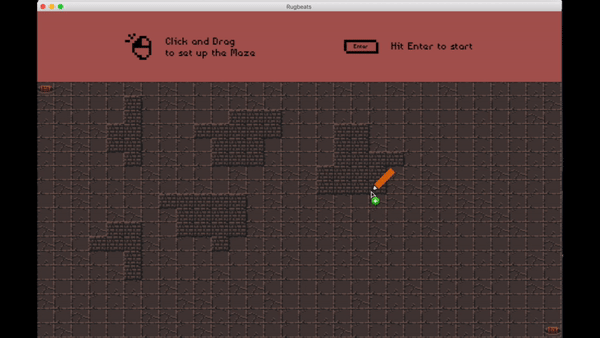 Rugbeats
Click and Drag
to set up the Maze
Enter
Hit Enter to start